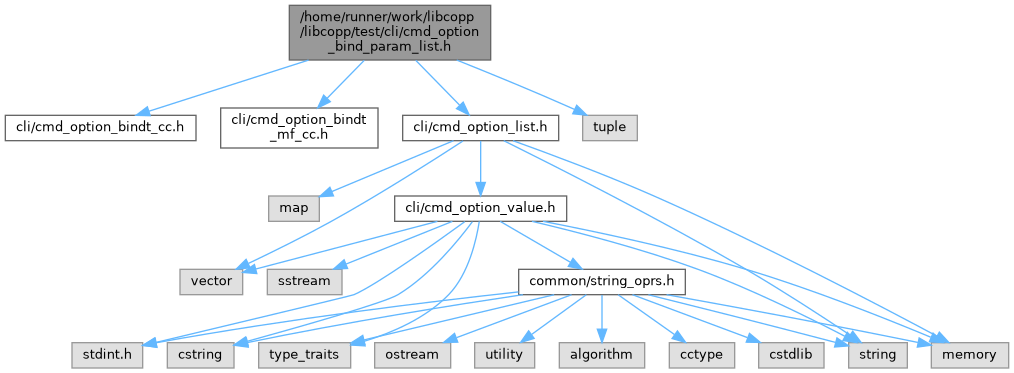 /home/runner/work/libcopp
/libcopp/test/cli/cmd_option
_bind_param_list.h
cli/cmd_option_bindt_cc.h
cli/cmd_option_bindt
_mf_cc.h
cli/cmd_option_list.h
tuple
map
cli/cmd_option_value.h
vector
sstream
common/string_oprs.h
stdint.h
cstring
type_traits
ostream
utility
algorithm
cctype
cstdlib
string
memory